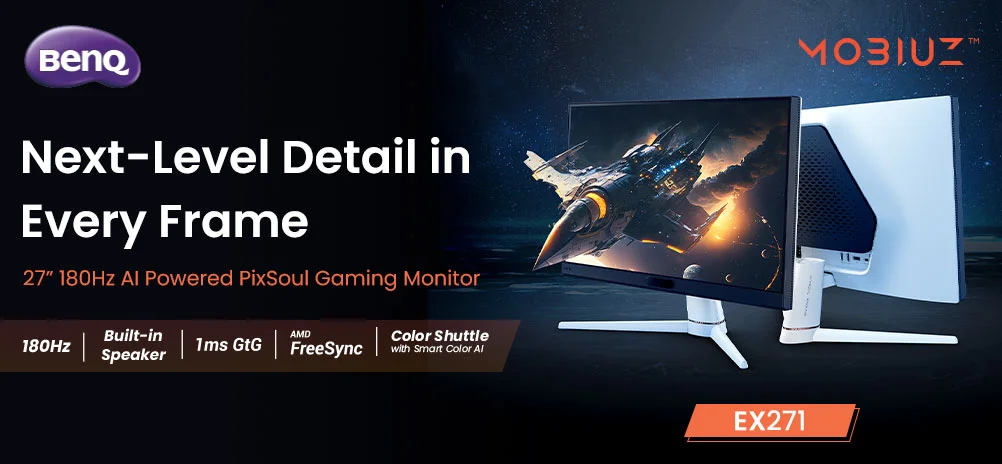 BenQ
MOBIUZ™
Next-Level Detail in
Every Frame
27” 180Hz AI Powered PixSoul Gaming Monitor
180Hz
Built-in
Speaker
1ms GtG
AMD
FreeSync
Color Shuttle
with Smart Color AI
EX271